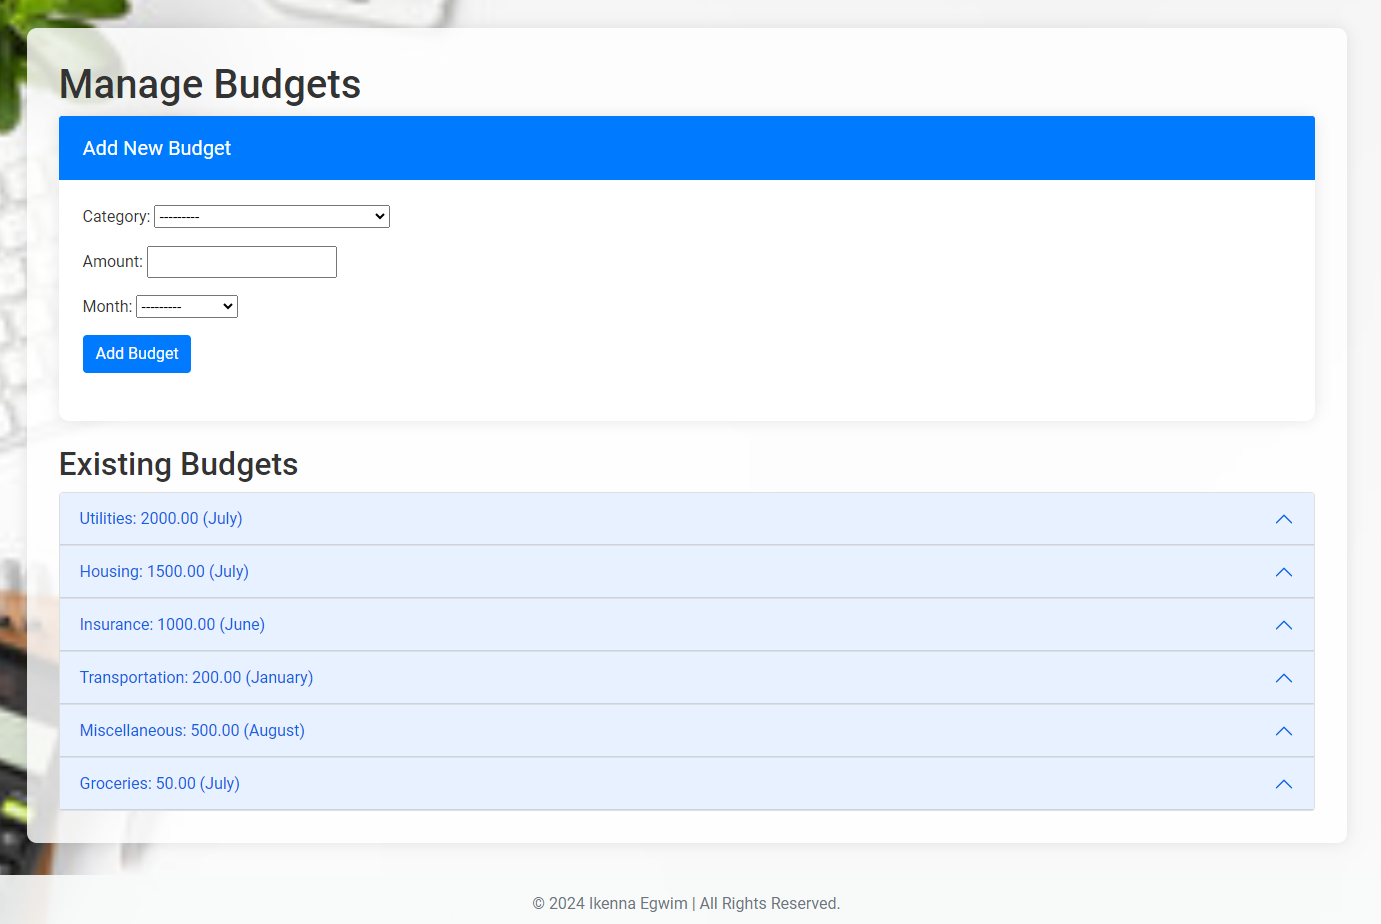 Manage Budgets
Add New Budget
Category: ---------
Amount:
Month: ---------
Add Budget
Existing Budgets
Utilities: 2000.00 (July)
Housing: 1500.00 (July)
Insurance: 1000.00 (June)
Transportation: 200.00 (January)
Miscellaneous: 500.00 (August)
Groceries: 50.00 (July)
© 2024 Ikenna Egwim | All Rights Reserved.